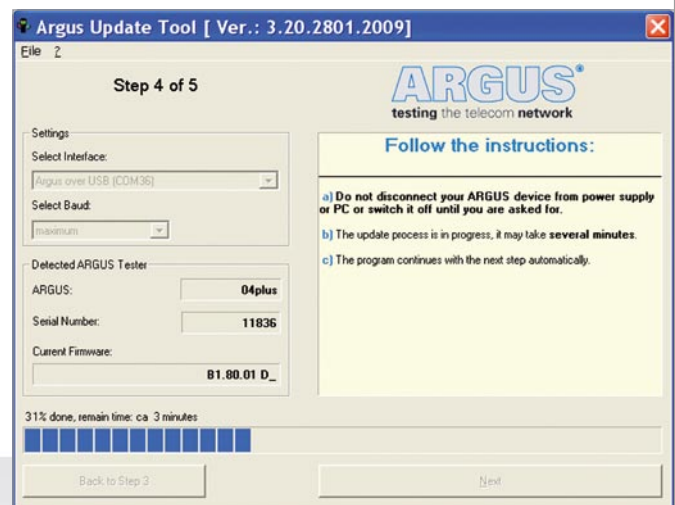 Argus Update Tool [ Ver.: 3.20.2801.2009]
File ?
Step 4 of 5
ARGUS®
testing the telecom network
Settings
Select Interface:
Argus over USB (COM36)
Select Baud:
maximum
Detected ARGUS Tester
ARGUS:
04plus
Serial Number:
11836
Current Firmware:
B1.80.01 D_
Follow the instructions:
a) Do not disconnect your ARGUS device from power supply
or PC or switch it off until you are asked for.
b) The update process is in progress, it may take several minutes.
c) The program continues with the next step automatically.
31% done, remain time: ca 3 minutes
Back to Step 3
Next